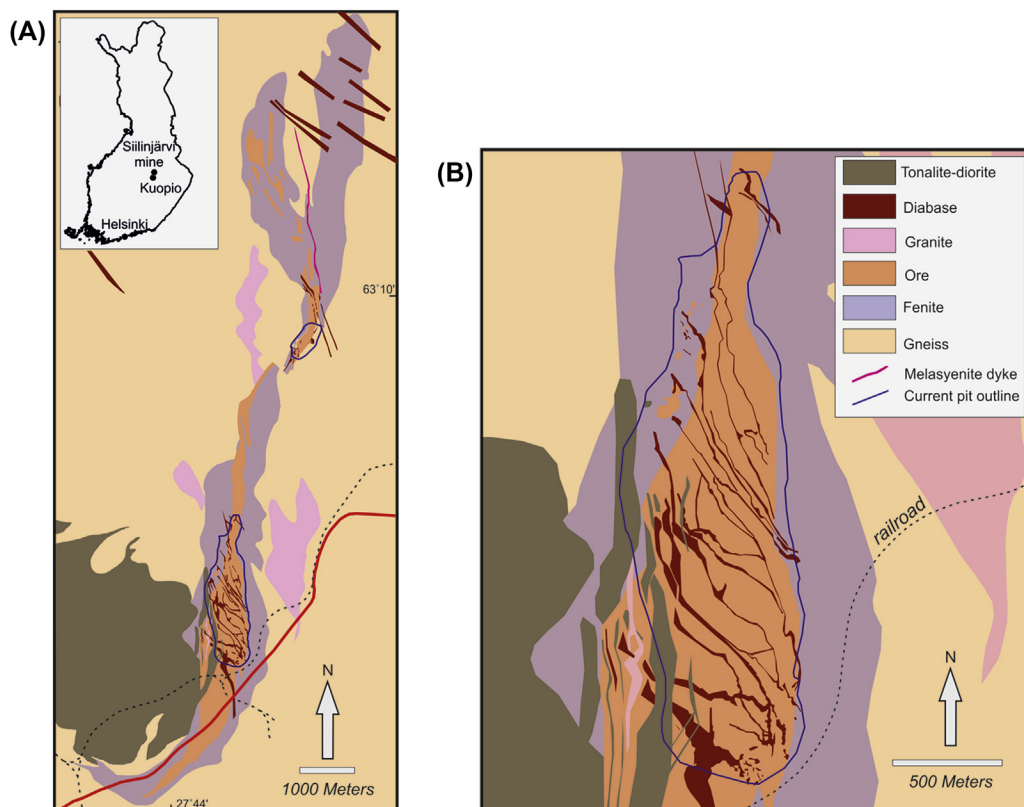 (A)
Siilinjärvi
mine
Kuopio
Helsinki
63°10'
N
1000 Meters
27°44'
(B)
Tonalite-diorite
Diabase
Granite
Ore
Fenite
Gneiss
Melasyenite dyke
Current pit outline
railroad
N
500 Meters